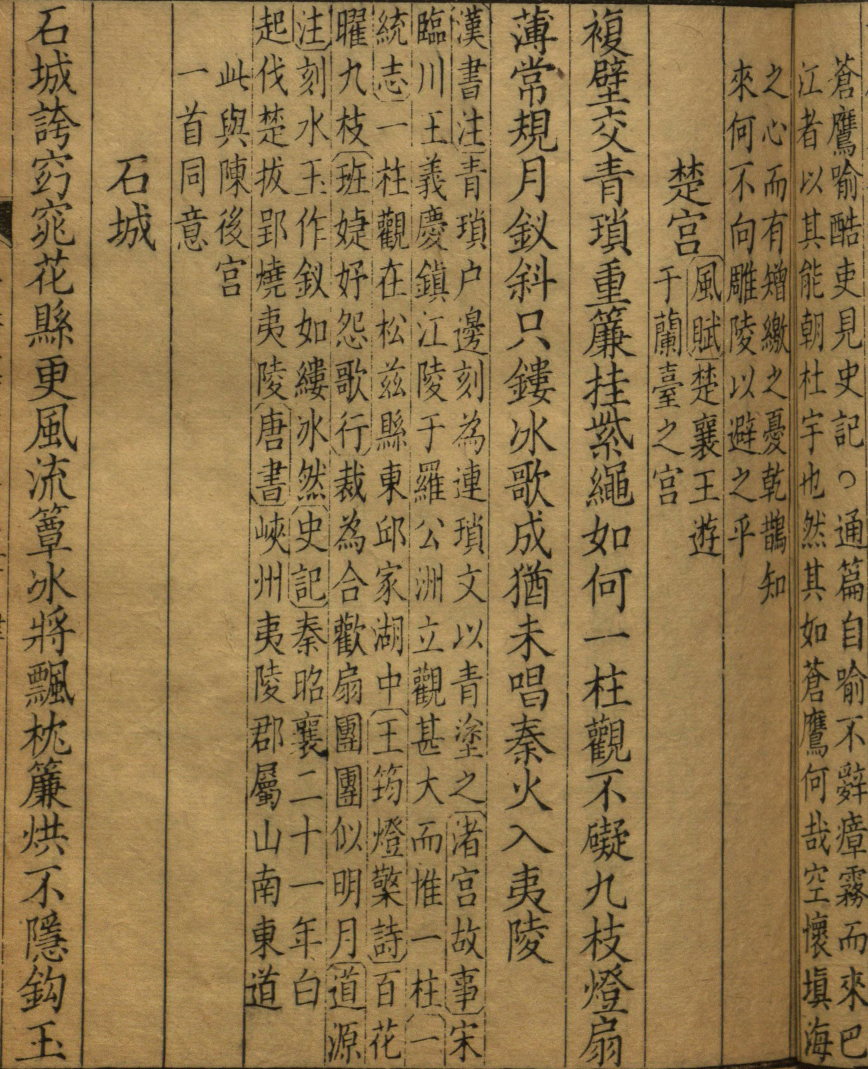 蒼鷹喻酷吏見史記○通篇自喻不辭瘴霧而來巴
江者以其能朝杜宇也然其如蒼鷹何哉空懷塡海
之心而有矰繳之憂乾鵲知
來何不向雕陵以避之乎
楚宮
風賦楚襄王遊
于蘭臺之宮
複壁交青瑣重簾挂紫繩如何一柱觀不礙九枝燈扇
薄常規月釵斜只鏤冰歌成猶未唱秦火入夷陵
漢書注青瑣户邊刻為連瑣文以青塗之渚宮故事宋
臨川王義慶鎮江陵于羅公洲立觀甚大而惟一柱一
統志一柱觀在松兹縣東邱家湖中王筠燈檠詩百花
曜九枝班婕妤怨歌行裁為合歡扇團團似明月道源
注刻水玉作釵如縷冰然史記秦昭襄二十一年白
起伐楚拔郢燒夷陵唐書峽州夷陵郡屬山南東道
此與陳後宮
一首同意
石城
石城誇窈窕花縣更風流簟冰將飄枕簾烘不隱鈎玉